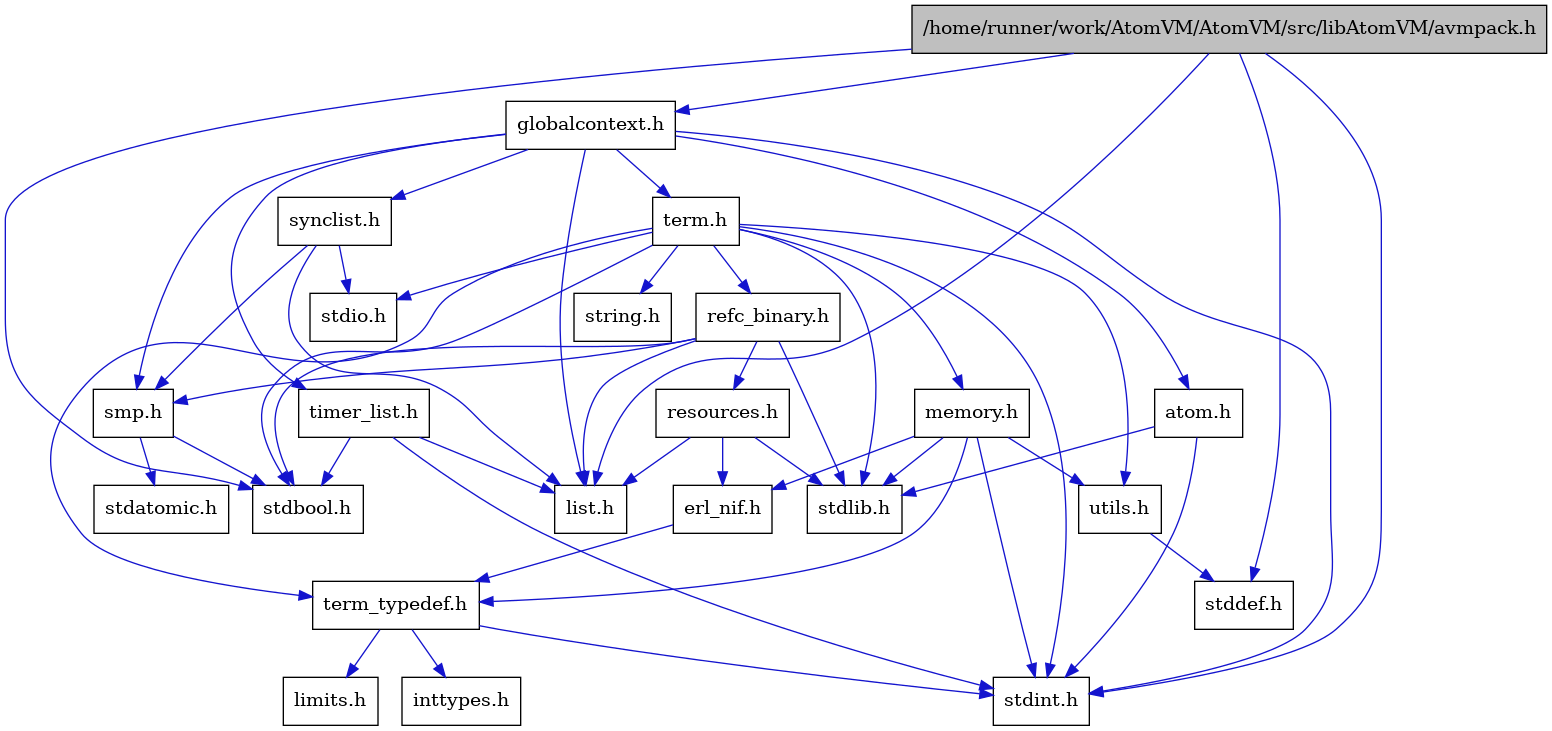 /home/runner/work/AtomVM/AtomVM/src/libAtomVM/avmpack.h
globalcontext.h
synclist.h
term.h
stdio.h
string.h
refc_binary.h
smp.h
timer_list.h
resources.h
memory.h
atom.h
stdatomic.h
stdbool.h
list.h
erl_nif.h
stdlib.h
utils.h
term_typedef.h
stddef.h
limits.h
inttypes.h
stdint.h